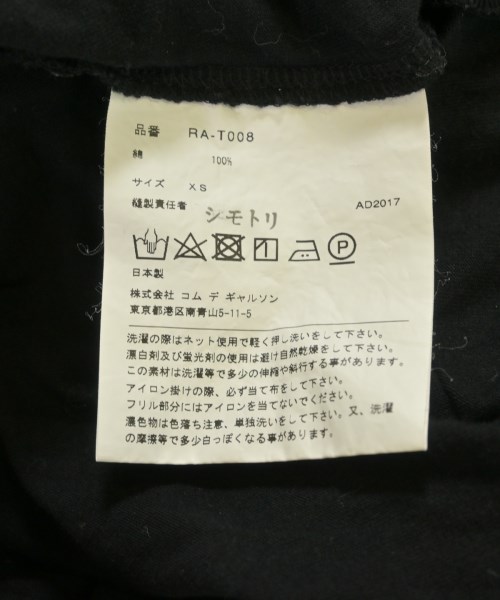 品番 RA-T008
綿 100%
サイズ XS
縫製責任者 シモトリ AD2017
P
日本製
株式会社 コム デ ギャルソン
東京都港区南青山5-11-5
洗濯の際はネット使用で軽く押し洗いをして下さい。
漂白剤及び蛍光剤の使用は避け自然乾燥をして下さい。
この素材は洗濯等で多少の伸縮や斜行する事があります。
アイロン掛けの際、必ず当て布をして下さい。
フリル部分にはアイロンを当てないでください。
濃色物は色落ち注意、単独洗いをして下さい。又、洗濯
の摩擦等で多少白っぽくなる事があります。